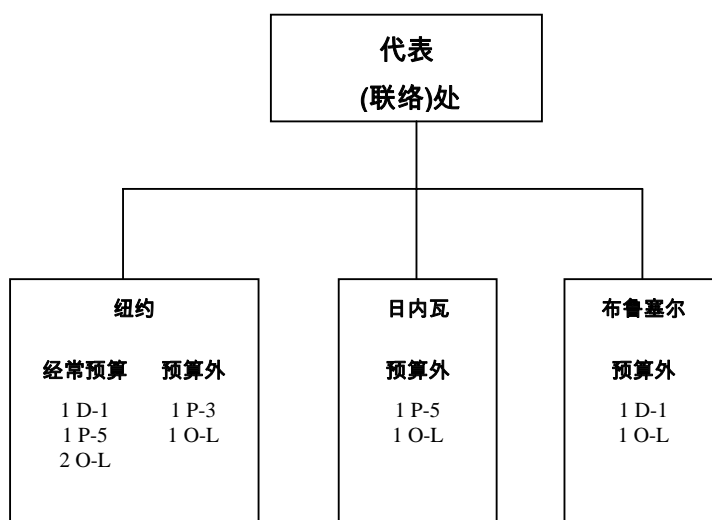 代表
(联络)处
纽约
经常预算 预算外
1 D-1 1 P-3
1 P-5 1 O-L
2 O-L
日内瓦
预算外
1 P-5
1 O-L
布鲁塞尔
预算外
1 D-1
1 O-L